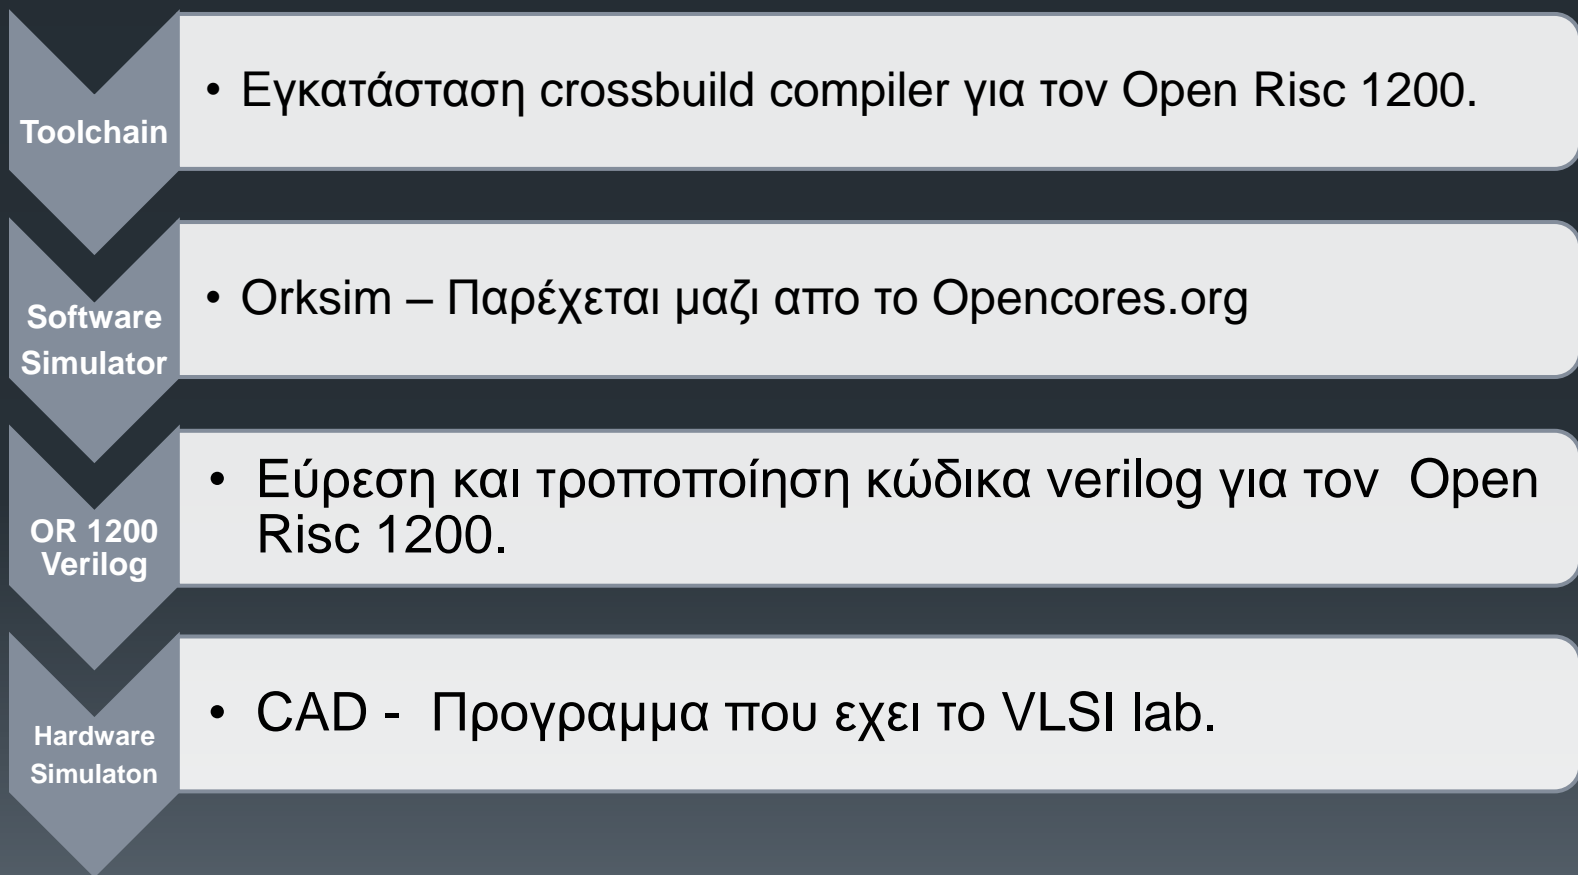 Toolchain
• Εγκατάσταση crossbuild compiler για τον Open Risc 1200.
Software
Simulator
• Orksim – Παρέχεται μαζι απο το Opencores.org
OR 1200
Verilog
• Εύρεση και τροποποίηση κώδικα verilog για τον Open
Risc 1200.
Hardware
Simulaton
• CAD - Προγραμμα που εχει το VLSI lab.